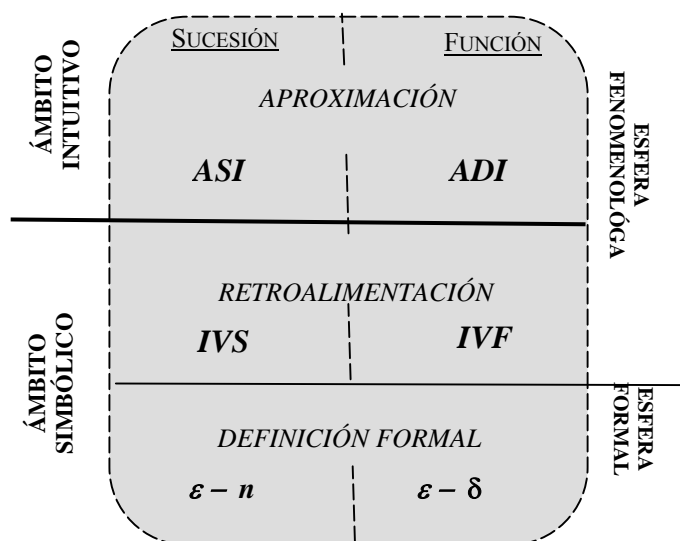 SUCESIÓN FUNCIÓN
ÁMBITO
INTUITIVO
APROXIMACIÓN
ASI ADI
ESFERA
FENOMENOLÓGA
RETROALIMENTACIÓN
IVS IVF
ÁMBITO
SIMBÓLICO
DEFINICIÓN FORMAL
ε – n ε – δ
ESFERA
FORMAL